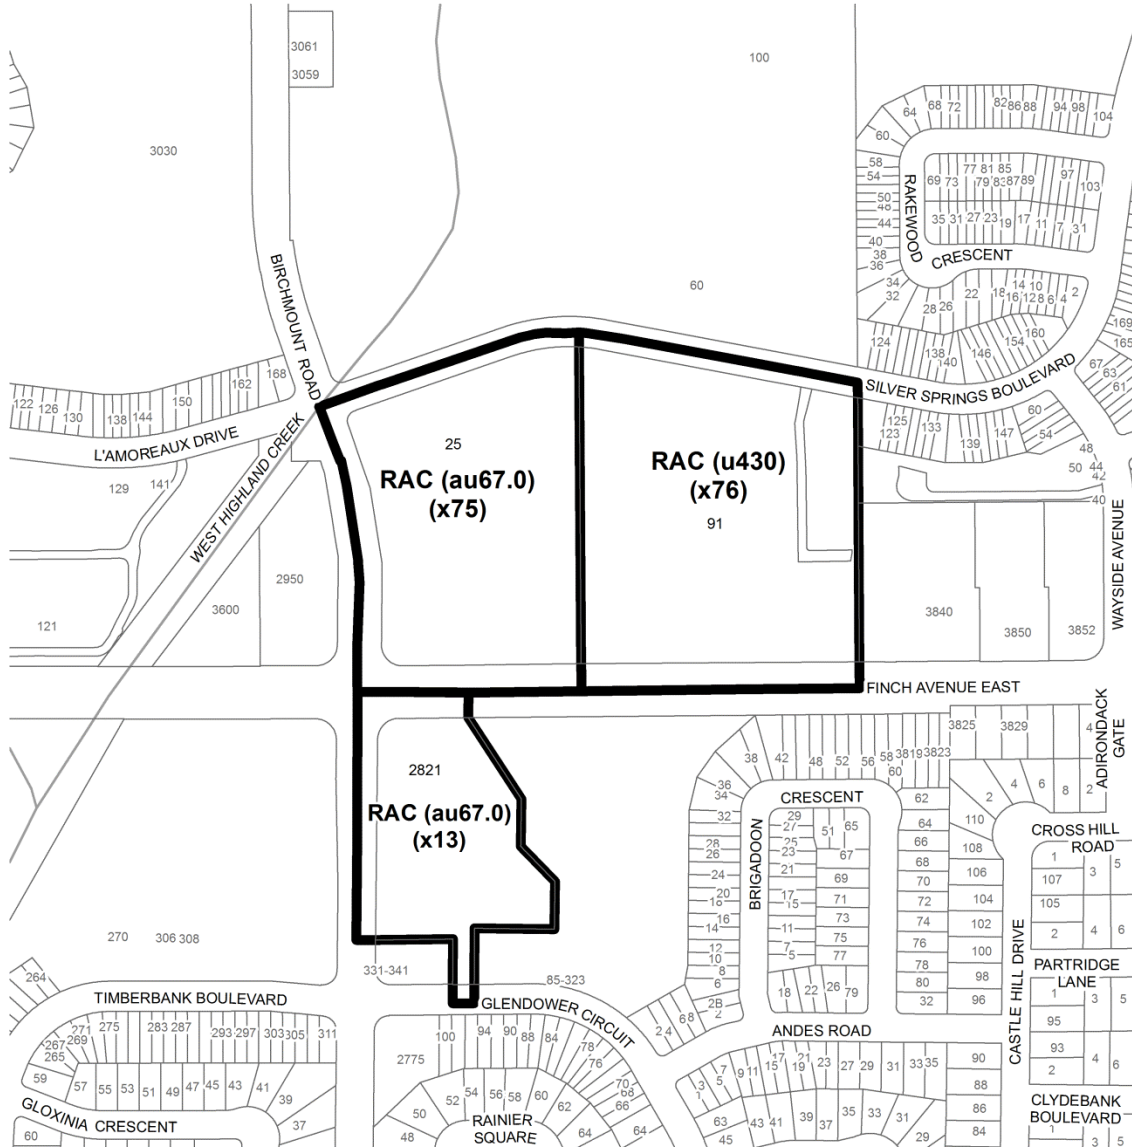 3061
3059
100
3030
60
BIRCHMOUNT ROAD
68 72 82 86 88 94 98 104
64
60
58
54
50
48
44
40
38
36
34
32
RAKEWOOD
CRESCENT
69 73 77 79 81 83 85 87 89 97 103
35 31 27 23 19 17 11 7 31
28 26 22 18 16 14 12 10 8 6 4 2
124 138 140 146 154 160
169
165
67
63
61
SILVER SPRINGS BOULEVARD
125
123
133
139
147
60
54
48
50 44
42
40
122 126 130 138 144 150 162 168
L'AMOREAUX DRIVE
WEST HIGHLAND CREEK
129
141
121
3600
2950
25
RAC (au67.0)
(x75)
RAC (u430)
(x76)
91
3840
3850
3852
WAYSIDE AVENUE
FINCH AVENUE EAST
ADIRONDACK
GATE
2821
RAC (au67.0)
(x13)
270
306 308
331-341
85-323
264
TIMBERBANK BOULEVARD
GLENDOWER CIRCUIT
271 275 283 287 293 297 303 305 311
269
267
265
59
57 55 53 51 49 47 45 43 41
39
37
GLOXINIA CRESCENT
60
2775
100 94 90 88 84
78
76
70
68
66
64
50 52 54 56 58 60 62
48
64
RAINIER
SQUARE
38 42 48 52 56 58 3819 3823
60
36
34
32
28
26
24
20
18
16
14
12
10
8
6
2B
2
CRESCENT
BRIGADOON
29
27
25
23
21
17
15
11
7
5
51 65
67
69
71
73
75
77
18 22 26 79
62
64
66
68
70
72
74
76
78
80
32
3825 3829 4
2 4 6 8 2
110
108
106
104
102
100
98
96
CROSS HILL
ROAD
1
107
105
2
3 5
4 6
CASTLE HILL DRIVE
PARTRIDGE
LANE
1
95
93
2
3 5
4 6
ANDES ROAD
2 4 6 8
3 5 7 9 11 15 17 19 21 23 27 29 31 33 35
63
45
43 41 39 37 35 33 31
29
90
88
86
84
CLYDEBANK
BOULEVARD
1 3 5